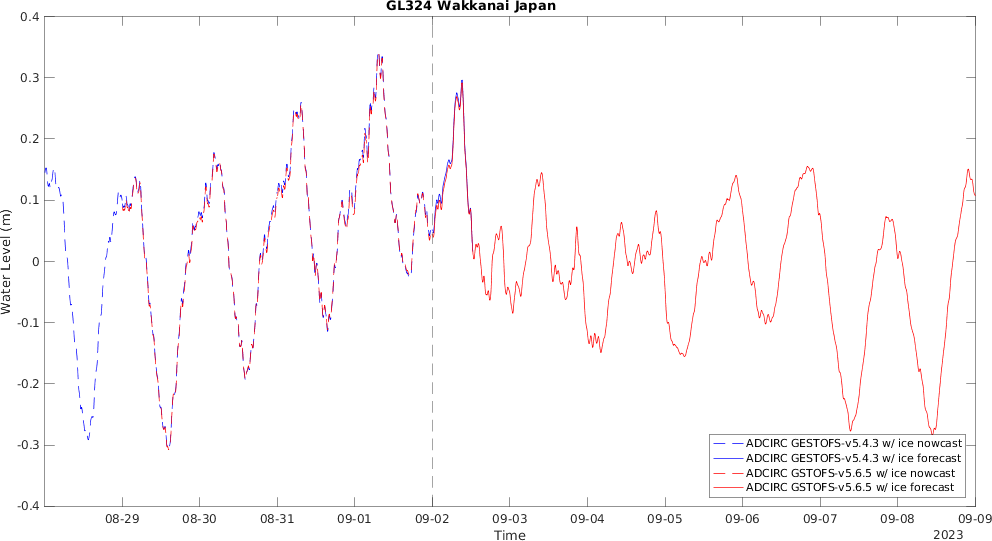 GL324 Wakkanai Japan
0.4
0.3
0.2
0.1
0
-0.1
-0.2
-0.3
-0.4
Water Level (m)
08-29 08-30 08-31 09-01 09-02 09-03 09-04 09-05 09-06 09-07 09-08 09-09
Time
2023
ADCIRC GESTOFS-v5.4.3 w/ ice nowcast
ADCIRC GESTOFS-v5.4.3 w/ ice forecast
ADCIRC GSTOFS-v5.6.5 w/ ice nowcast
ADCIRC GSTOFS-v5.6.5 w/ ice forecast